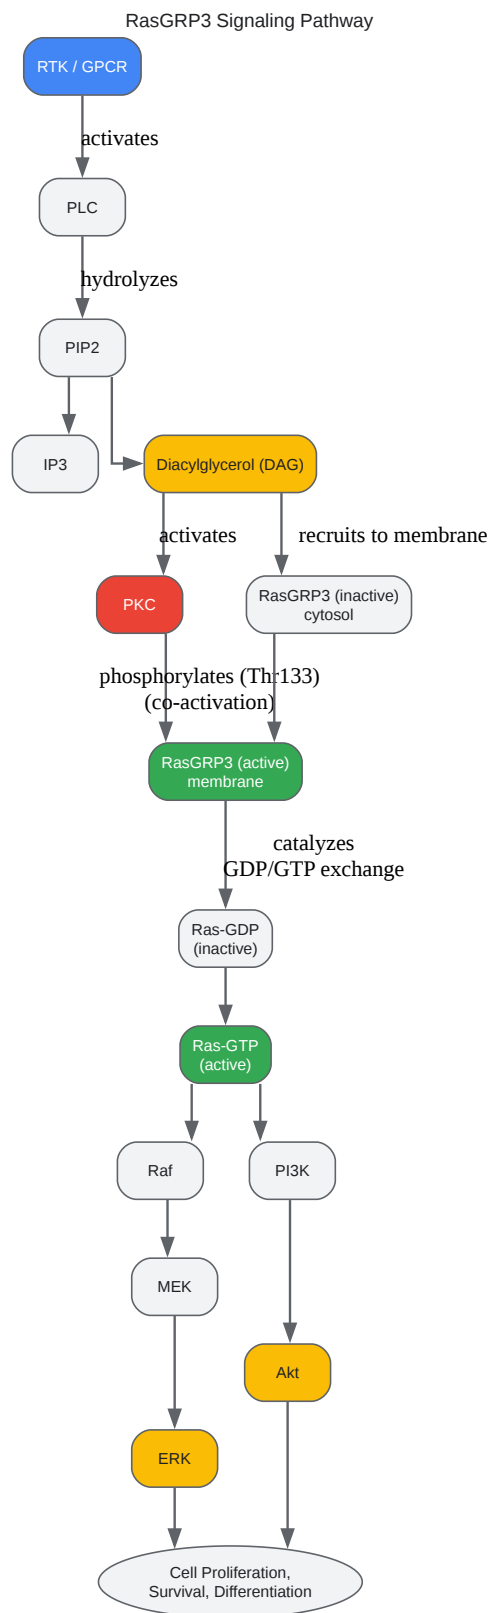 RasGRP3 Signaling Pathway
RTK / GPCR
activates
PLC
hydrolyzes
PIP2
IP3
Diacylglycerol (DAG)
activates
recruits to membrane
PKC
RasGRP3 (inactive)
cytosol
phosphorylates (Thr133)
(co-activation)
RasGRP3 (active)
membrane
catalyzes
GDP/GTP exchange
Ras-GDP
(inactive)
Ras-GTP
(active)
Raf
PI3K
MEK
Akt
ERK
Cell Proliferation,
Survival, Differentiation